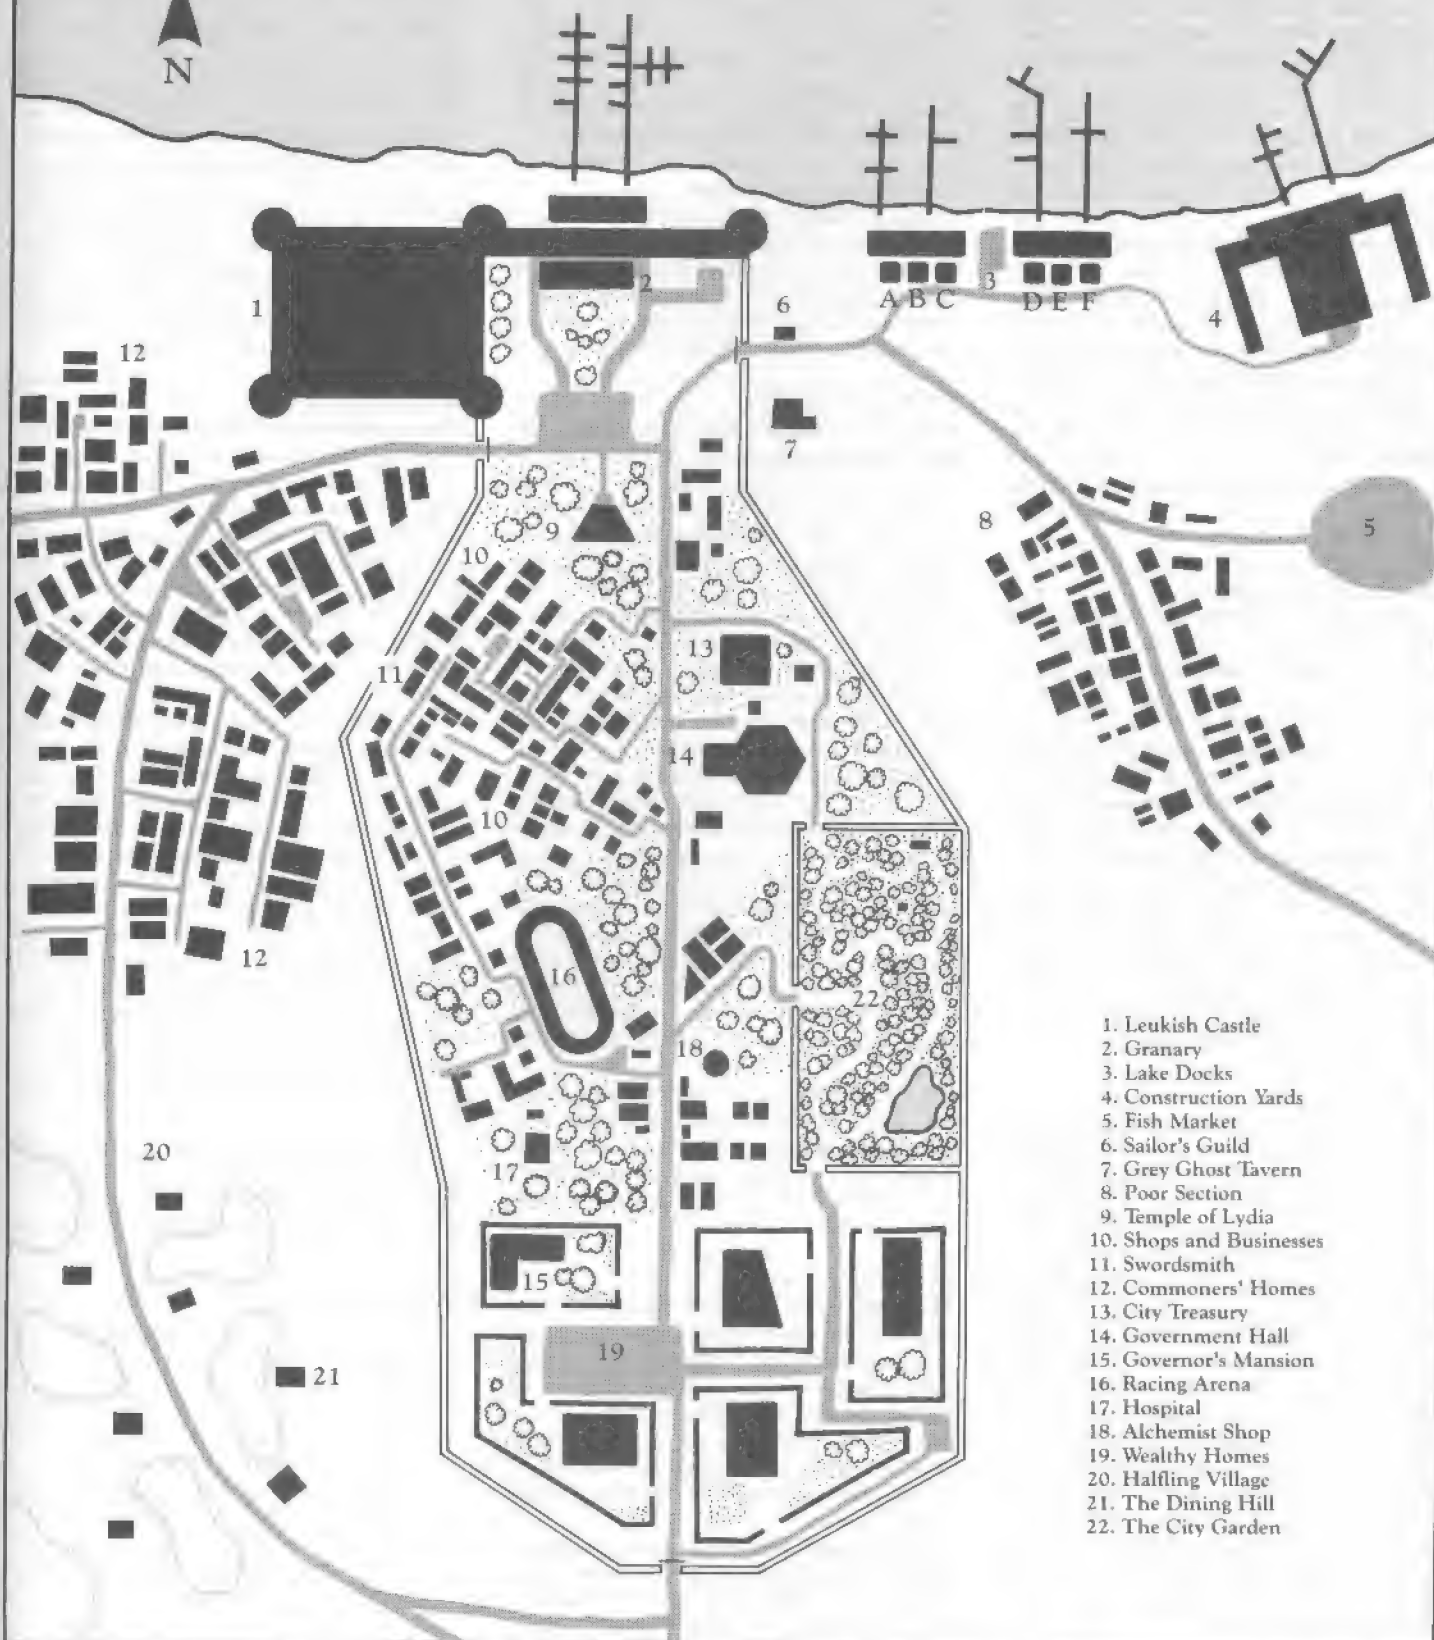 N
1
2
3
A B C
D E F
4
6
12
7
5
8
9
10
11
13
14
10
12
16
22
18
20
17
15
19
21
1. Leukish Castle
2. Granary
3. Lake Docks
4. Construction Yards
5. Fish Market
6. Sailor's Guild
7. Grey Ghost Tavern
8. Poor Section
9. Temple of Lydia
10. Shops and Businesses
11. Swordsmith
12. Commoners' Homes
13. City Treasury
14. Government Hall
15. Governor's Mansion
16. Racing Arena
17. Hospital
18. Alchemist Shop
19. Wealthy Homes
20. Halfling Village
21. The Dining Hill
22. The City Garden